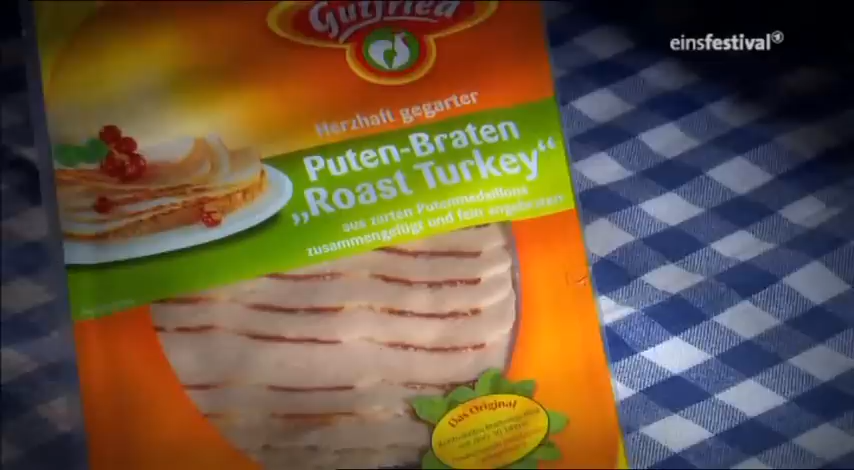 Gutfried
einsfestival
Herzhaft gegarter
Puten-Braten
„Roast Turkey“
aus zarten Putenmedaillons
zusammengefügt und fein angebraten
Das Original